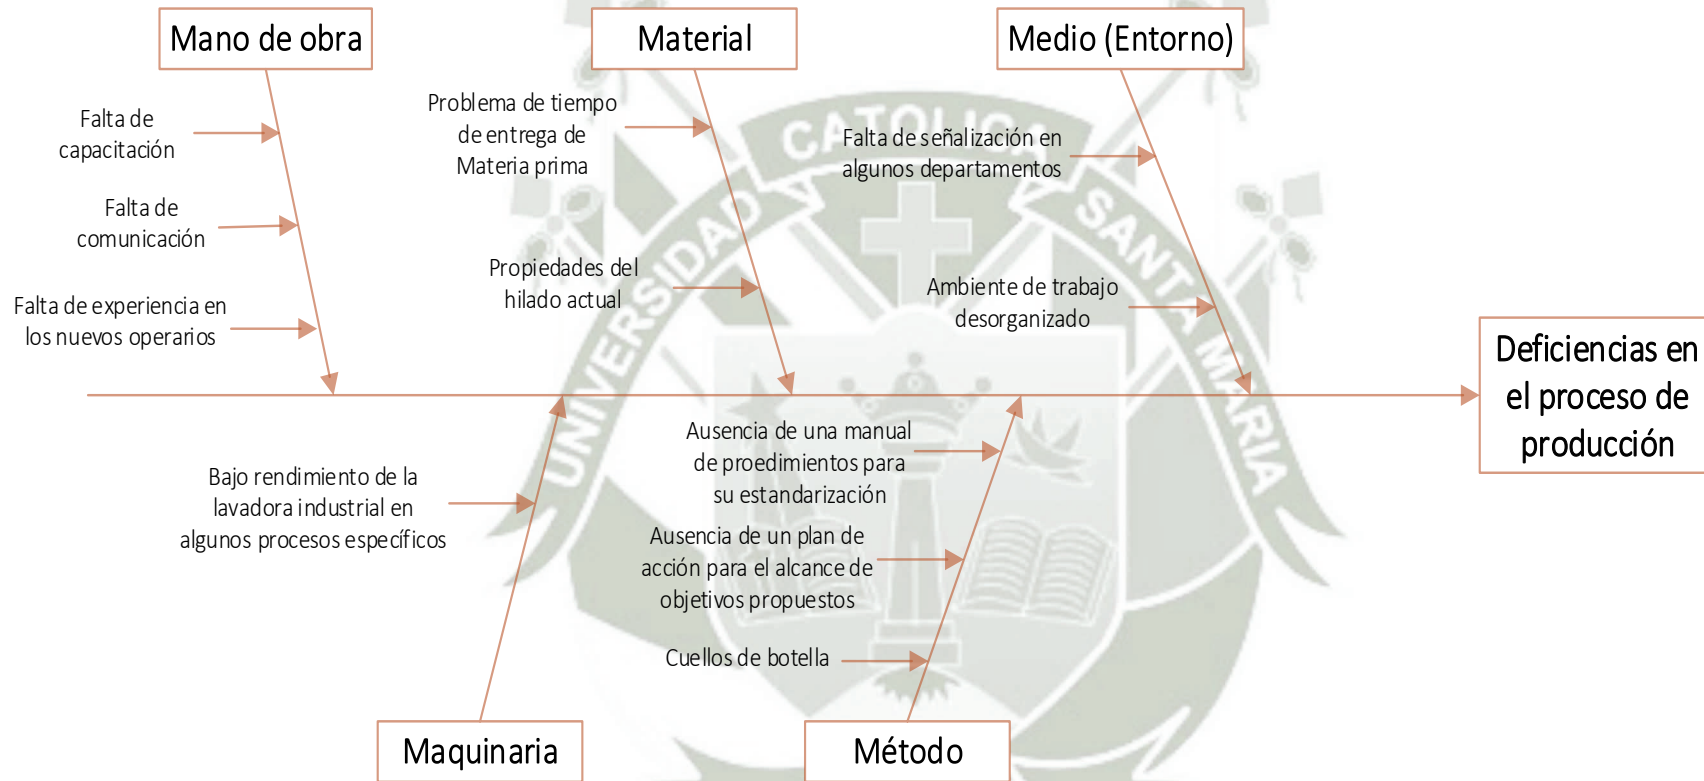 Mano de obra
Material
Medio (Entorno)
Falta de
capacitación
Falta de
comunicación
Falta de experiencia en
los nuevos operarios
Problema de tiempo
de entrega de
Materia prima
Propiedades del
hilado actual
Falta de señalización en
algunos departamentos
Ambiente de trabajo
desorganizado
Deficiencias en
el proceso de
producción
Bajo rendimiento de la
lavadora industrial en
algunos procesos específicos
Ausencia de una manual
de proedimientos para
su estandarización
Ausencia de un plan de
acción para el alcance de
objetivos propuestos
Cuellos de botella
Maquinaria
Método
UNIVERSIDAD
CATOLICA
SANTA MARIA